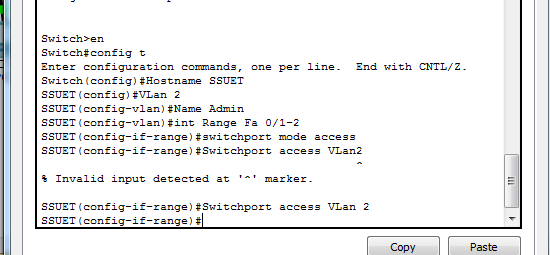 Switch>en
Switch#config t
Enter configuration commands, one per line.  End with CNTL/Z.
Switch(config)#Hostname SSUET
SSUET(config)#VLan 2
SSUET(config-vlan)#Name Admin
SSUET(config-vlan)#int Range Fa 0/1-2
SSUET(config-if-range)#switchport mode access
SSUET(config-if-range)#Switchport access VLan2
^
% Invalid input detected at '^' marker.
SSUET(config-if-range)#Switchport access VLan 2
SSUET(config-if-range)#
Copy
Paste